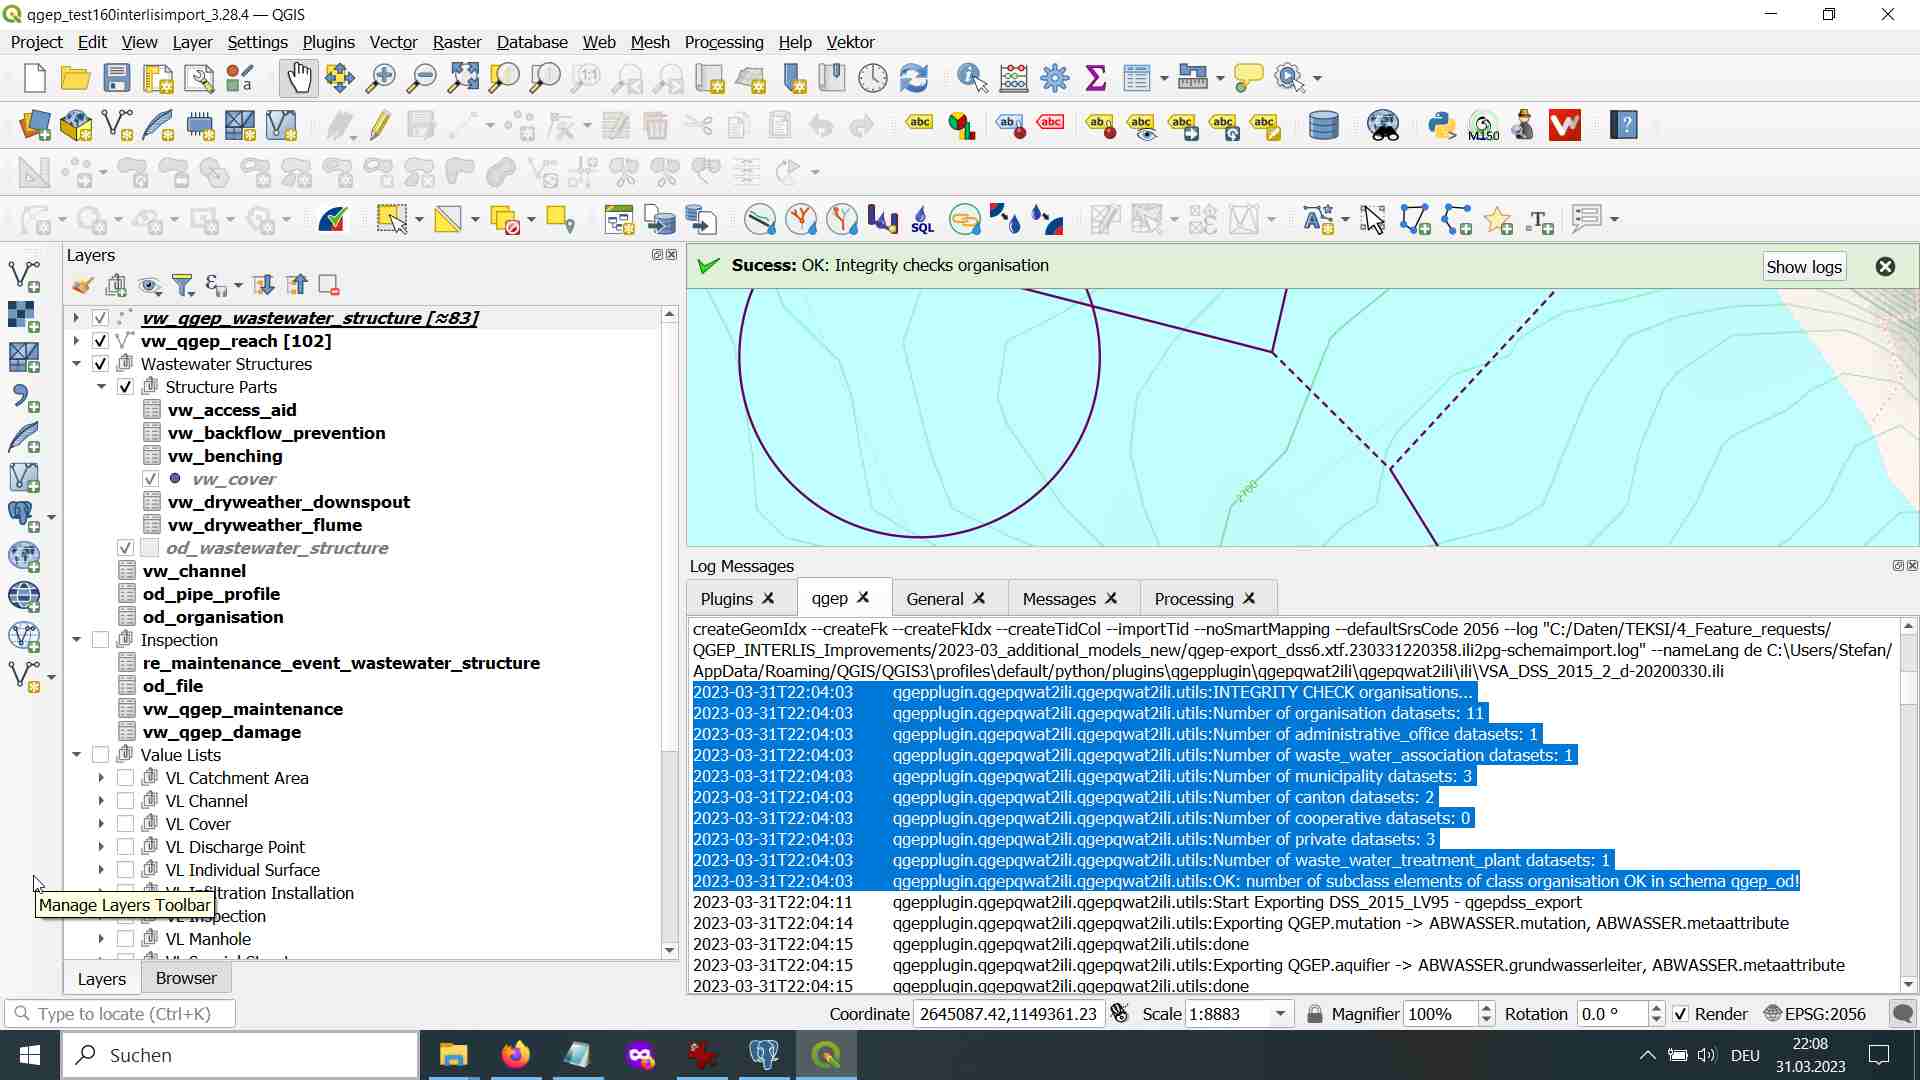 qgep_test160interlisimport_3.28.4 — QGIS
Project Edit View Layer Settings Plugins Vector Raster Database Web Mesh Processing Help Vektor
Layers
vw_qgep_wastewater_structure [≈83]
vw_qgep_reach [102]
Wastewater Structures
Structure Parts
vw_access_aid
vw_backflow_prevention
vw_benching
vw_cover
vw_dryweather_downspout
vw_dryweather_flume
od_wastewater_structure
vw_channel
od_pipe_profile
od_organisation
Inspection
re_maintenance_event_wastewater_structure
od_file
vw_qgep_maintenance
vw_qgep_damage
Value Lists
VL Catchment Area
VL Channel
VL Cover
VL Discharge Point
VL Individual Surface
VL Infiltration Installation
Manage Layers Toolbar
VL Inspection
VL Manhole
Layers Browser
Sucess: OK: Integrity checks organisation
Show logs
2700
Log Messages
Plugins qgep General Messages Processing
createGeomIdx --createFk --createFkIdx --createTidCol --importTid --noSmartMapping --defaultSrsCode 2056 --log "C:/Daten/TEKSI/4_Feature_requests/
QGEP_INTERLIS_Improvements/2023-03_additional_models_new/qgep-export_dss6.xtf.230331220358.ili2pg-schemaimport.log" --nameLang de C:\Users/Stefan/
AppData/Roaming/QGIS/QGIS3\profiles\default/python/plugins\qgepplugin\qgepqwat2ili\qgepqwat2ili\ili\VSA_DSS_2015_2_d-20200330.ili
2023-03-31T22:04:03 qgepplugin.qgepqwat2ili.qgepqwat2ili.utils:INTEGRITY CHECK organisations...
2023-03-31T22:04:03 qgepplugin.qgepqwat2ili.qgepqwat2ili.utils:Number of organisation datasets: 11
2023-03-31T22:04:03 qgepplugin.qgepqwat2ili.qgepqwat2ili.utils:Number of administrative_office datasets: 1
2023-03-31T22:04:03 qgepplugin.qgepqwat2ili.qgepqwat2ili.utils:Number of waste_water_association datasets: 1
2023-03-31T22:04:03 qgepplugin.qgepqwat2ili.qgepqwat2ili.utils:Number of municipality datasets: 3
2023-03-31T22:04:03 qgepplugin.qgepqwat2ili.qgepqwat2ili.utils:Number of canton datasets: 2
2023-03-31T22:04:03 qgepplugin.qgepqwat2ili.qgepqwat2ili.utils:Number of cooperative datasets: 0
2023-03-31T22:04:03 qgepplugin.qgepqwat2ili.qgepqwat2ili.utils:Number of private datasets: 3
2023-03-31T22:04:03 qgepplugin.qgepqwat2ili.qgepqwat2ili.utils:Number of waste_water_treatment_plant datasets: 1
2023-03-31T22:04:03 qgepplugin.qgepqwat2ili.qgepqwat2ili.utils:OK: number of subclass elements of class organisation OK in schema qgep_od!
2023-03-31T22:04:11 qgepplugin.qgepqwat2ili.qgepqwat2ili.utils:Start Exporting DSS_2015_LV95 - qgepdss_export
2023-03-31T22:04:14 qgepplugin.qgepqwat2ili.qgepqwat2ili.utils:Exporting QGEP.mutation -> ABWASSER.mutation, ABWASSER.metaattribute
2023-03-31T22:04:15 qgepplugin.qgepqwat2ili.qgepqwat2ili.utils:done
2023-03-31T22:04:15 qgepplugin.qgepqwat2ili.qgepqwat2ili.utils:Exporting QGEP.aquifier -> ABWASSER.grundwasserleiter, ABWASSER.metaattribute
2023-03-31T22:04:15 qgepplugin.qgepqwat2ili.qgepqwat2ili.utils:done
Type to locate (Ctrl+K) Coordinate 2645087.42,1149361.23 Scale 1:8883 Magnifier 100% Rotation 0.0 ° Render EPSG:2056
Suchen DEU 22:08
31.03.2023